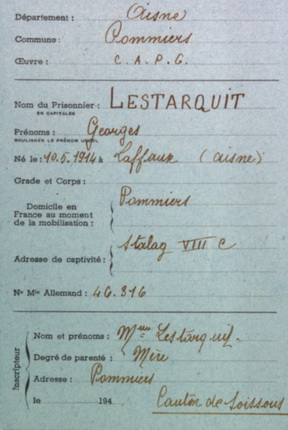 Département : Aisne
Commune : Pommiers
Œuvre : C. A. P. G.
Nom du Prisonnier : LESTARQUIT
EN CAPITALES
Prénoms : Georges
SOULIGNER LE PRÉNOM USUEL
Né le : 10.5.1914 à Laffaux (Aisne)
Grade et Corps :
Domicile en France au moment de la mobilisation : Pommiers
Adresse de captivité : Stalag VIII C
No Mle Allemand : 46.316
Inscripteur
Nom et prénoms : Mme Lestarquit.
Degré de parenté : Mère
Adresse : Pommiers
le 194
Canton de Soissons